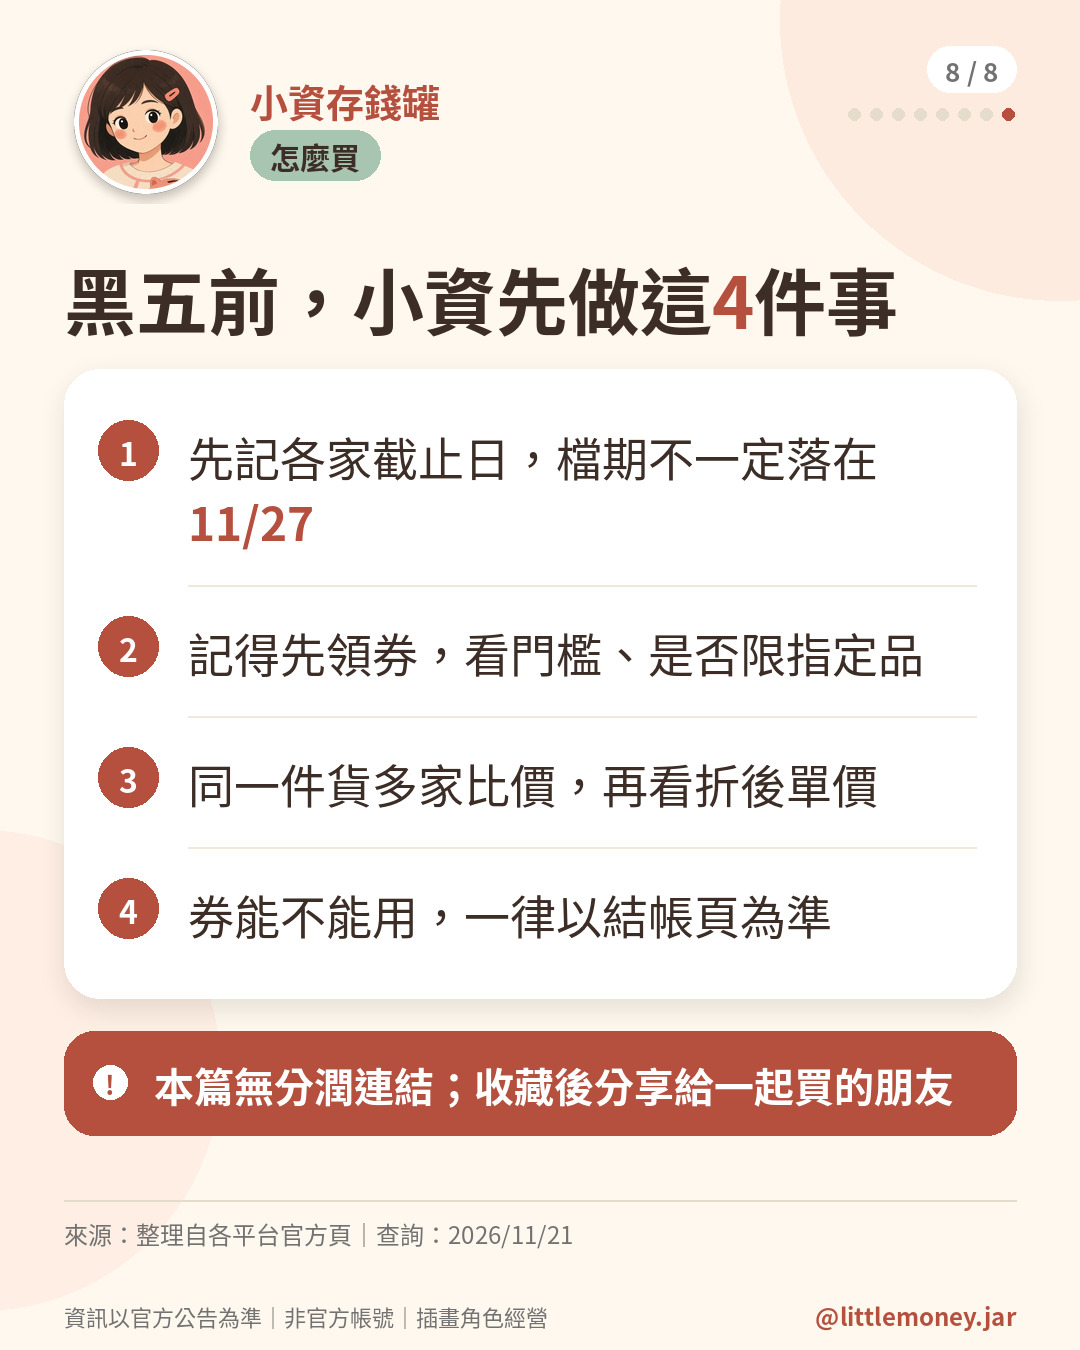 小資存錢罐
怎麼買
8 / 8
黑五前，小資先做這4件事
1 先記各家截止日，檔期不一定落在
11/27
2 記得先領券，看門檻、是否限指定品
3 同一件貨多家比價，再看折後單價
4 券能不能用，一律以結帳頁為準
! 本篇無分潤連結；收藏後分享給一起買的朋友
來源：整理自各平台官方頁｜查詢：2026/11/21
資訊以官方公告為準｜非官方帳號｜插畫角色經營
@littlemoney.jar